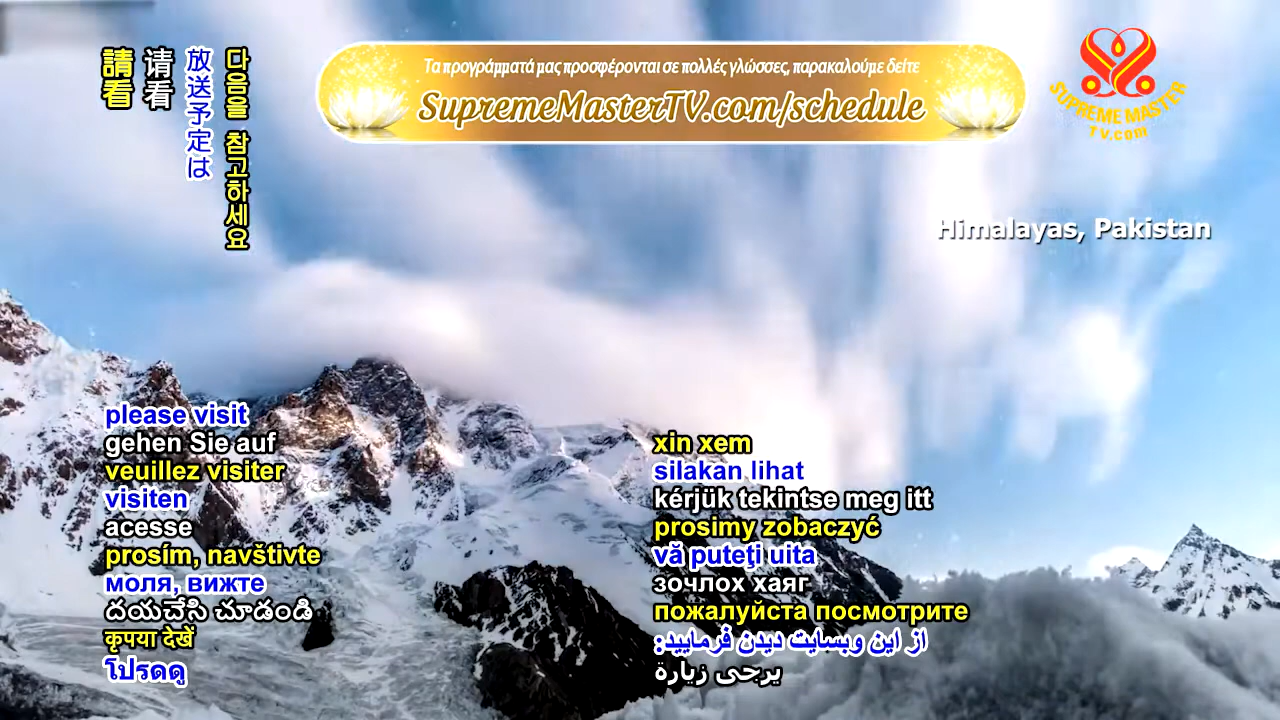 請看
请看
放送予定は
다음을 참고하세요
Τα προγράμματά μας προσφέρονται σε πολλές γλώσσες, παρακαλούμε δείτε
SupremeMasterTV.com/schedule
SUPREME MASTER
TV.com
Himalayas, Pakistan
please visit
gehen Sie auf
veuillez visiter
visiten
acesse
prosím, navštivte
моля, вижте
దయచేసి చూడండి
कृपया देखें
โปรดดู
xin xem
silakan lihat
kérjük tekintse meg itt
prosimy zobaczyć
vă puteţi uita
зочлох хаяг
пожалуйста посмотрите
از این وبسایت دیدن فرمایید:
يرجى زيارة